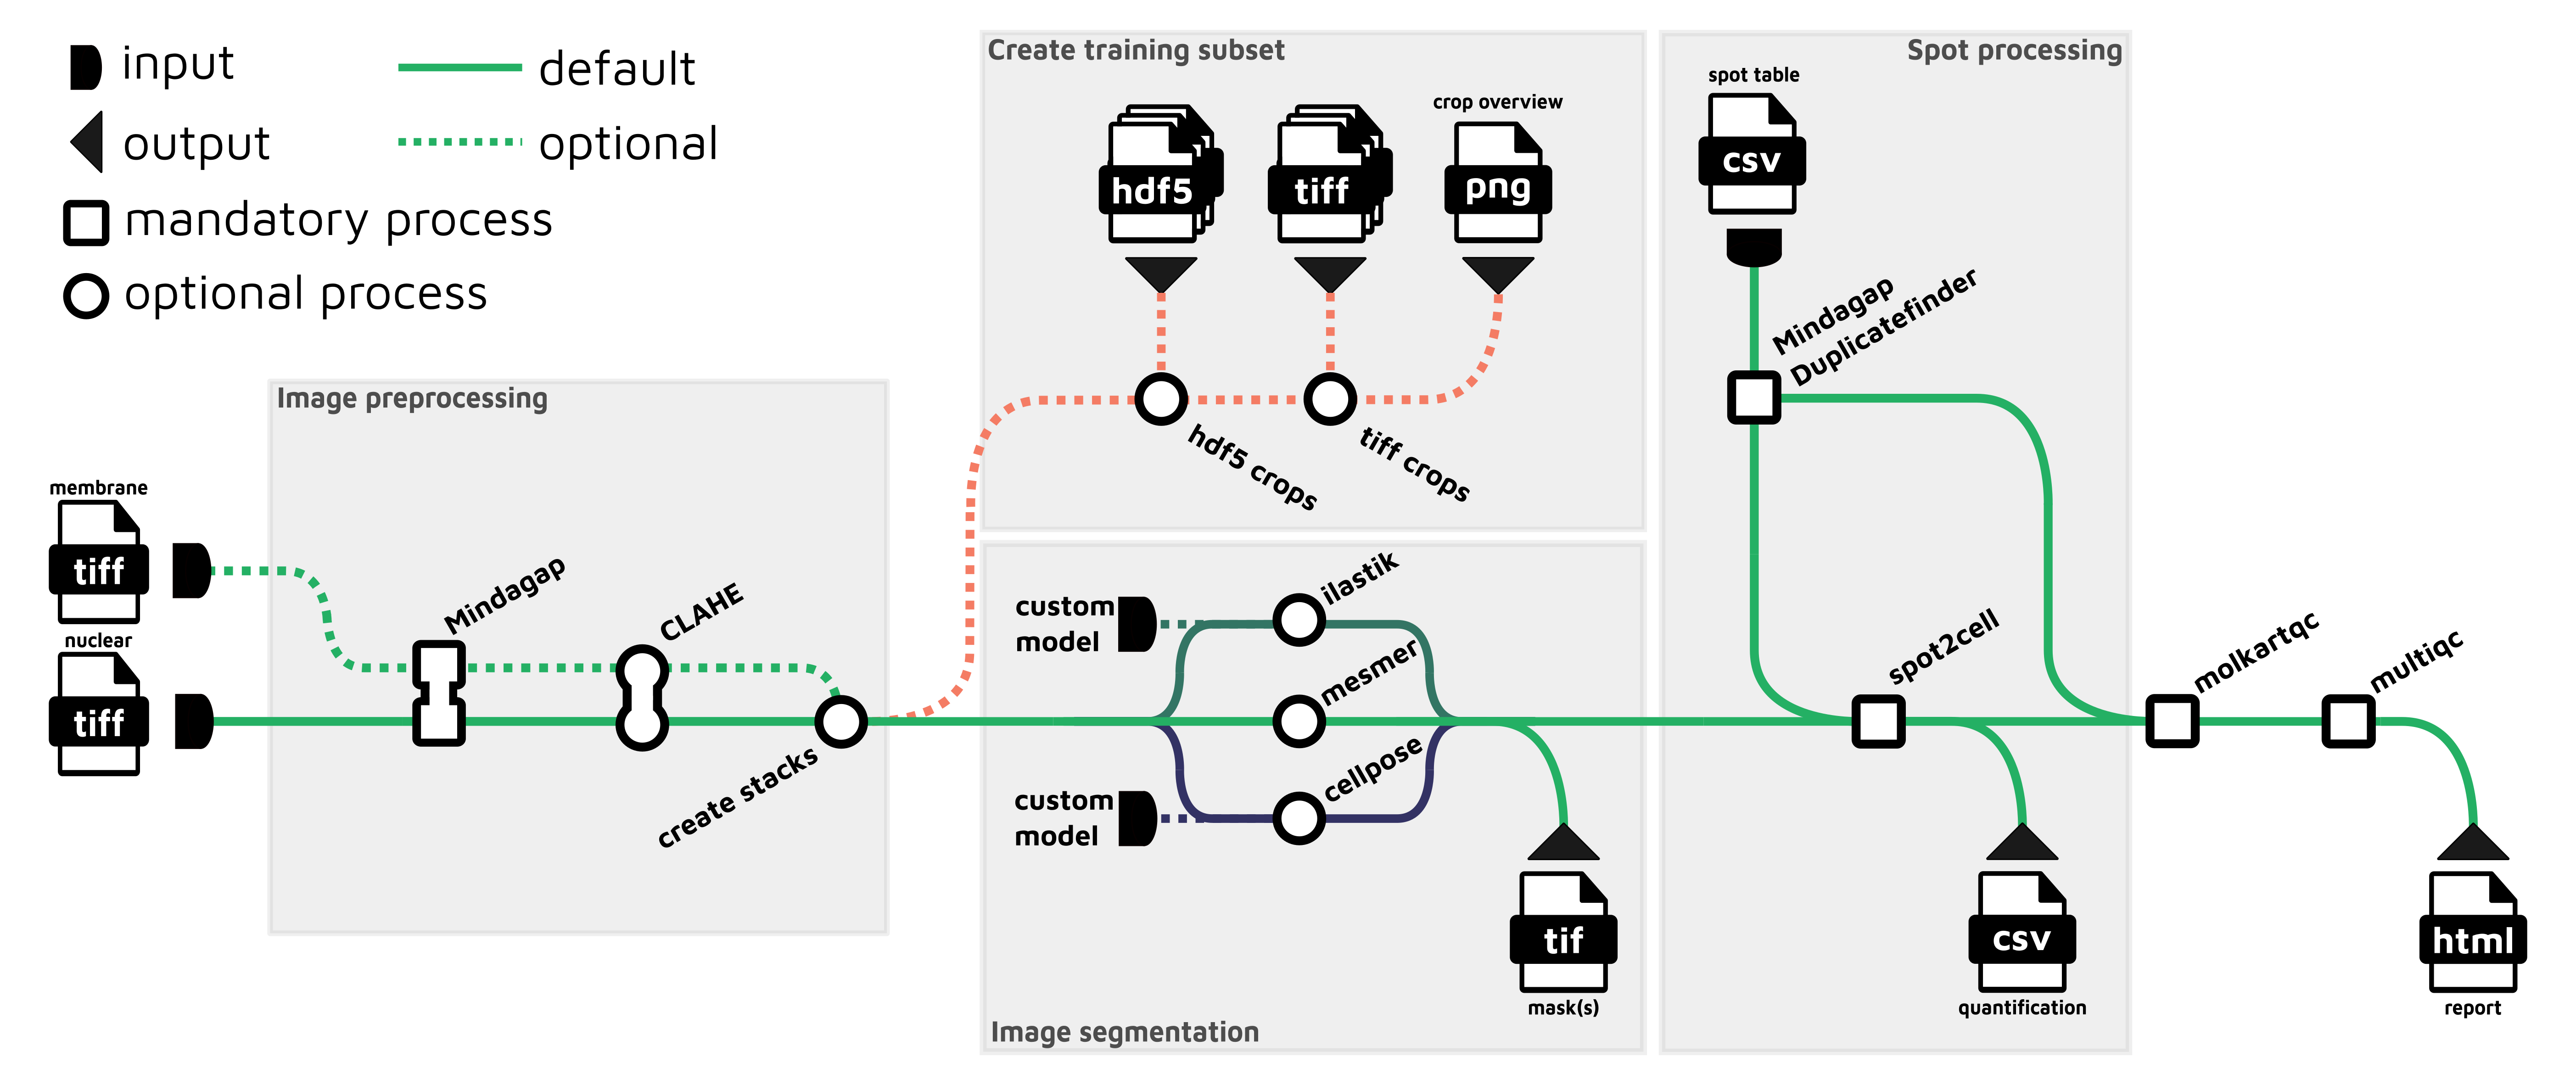 input
default
output
optional
mandatory process
optional process
Create training subset
hdf5
tiff
crop overview
png
hdf5 crops
tiff crops
Spot processing
spot table
csv
Mindagap
Duplicatefinder
Image preprocessing
membrane
tiff
nuclear
tiff
Mindagap
CLAHE
create stacks
custom
model
ilastik
mesmer
custom
model
cellpose
tif
mask(s)
Image segmentation
spot2cell
csv
quantification
molkartqc
multiqc
html
report